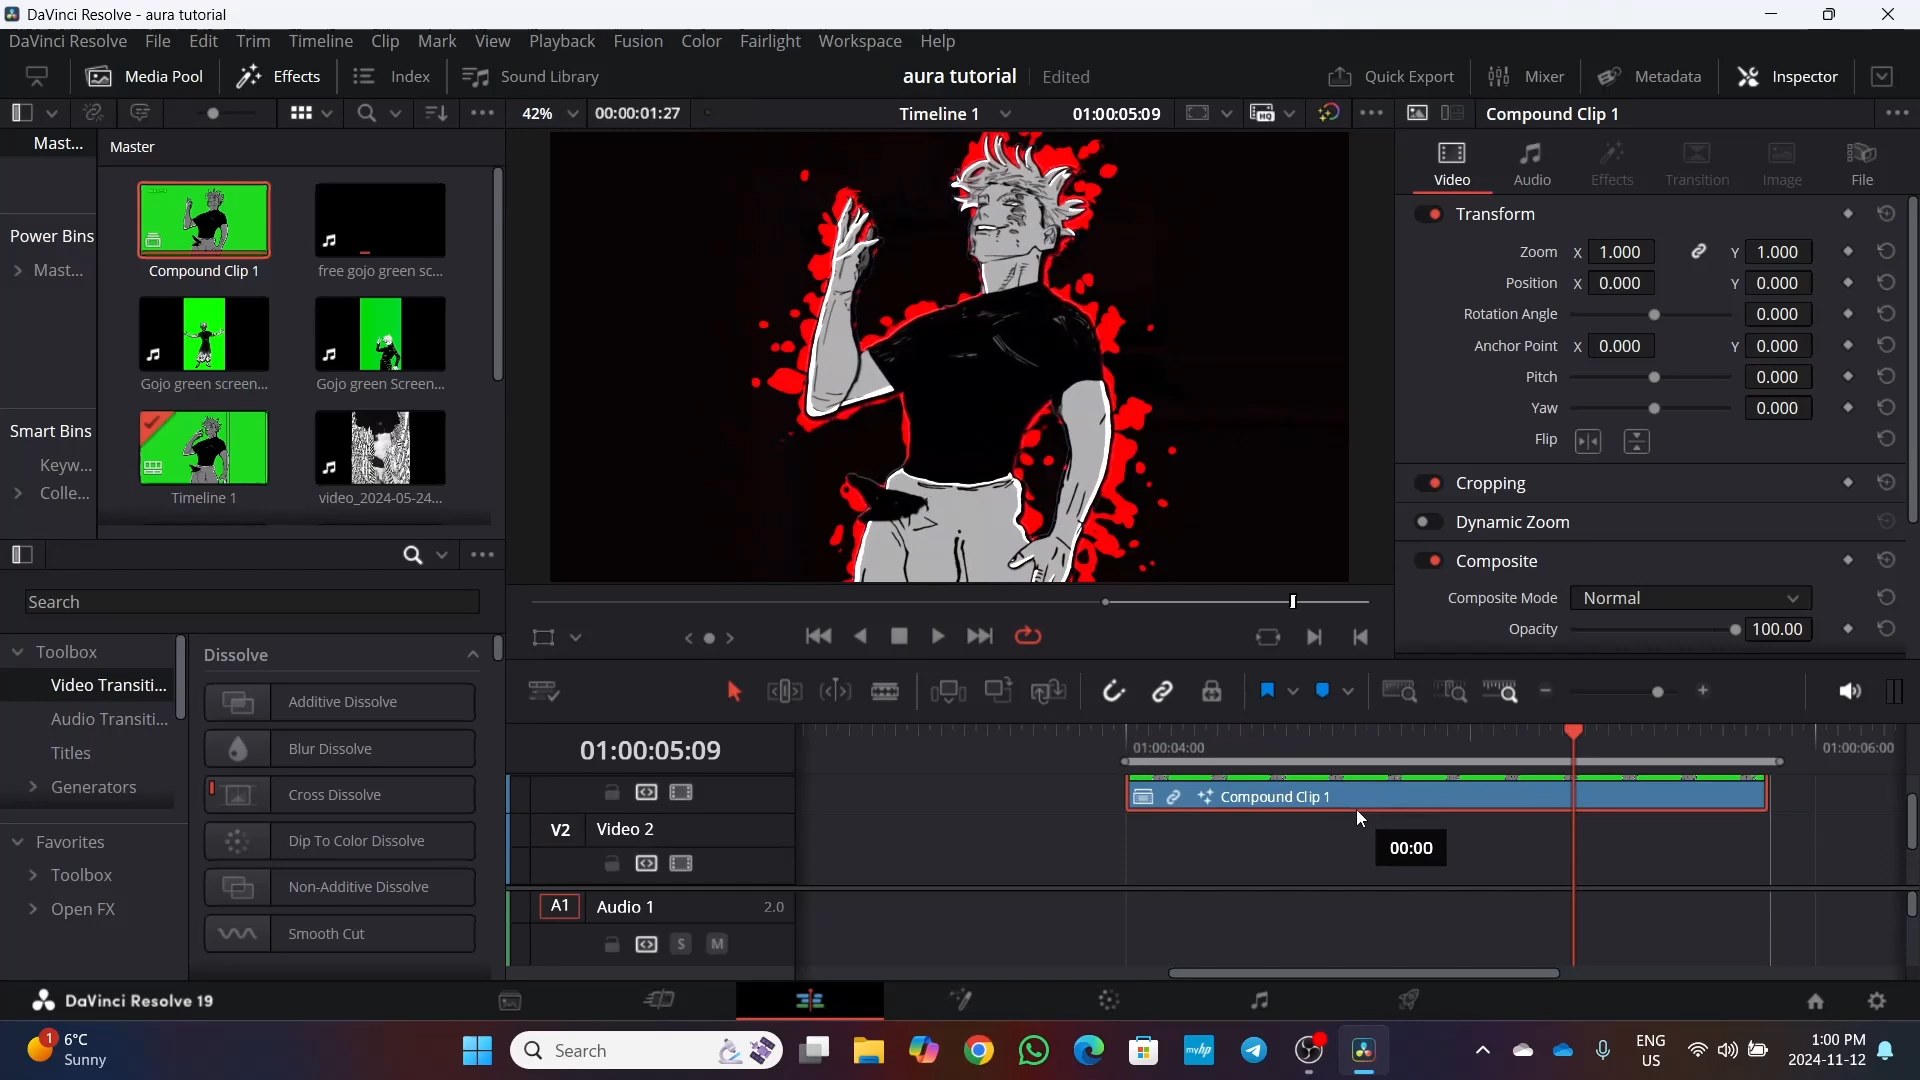 DaVinci Resolve - aura tutorial
DaVinci Resolve File Edit Trim Timeline Clip Mark View Playback Fusion Color Fairlight Workspace Help
Media Pool Effects Index Sound Library aura tutorial Edited Quick Export Mixer Metadata Inspector
42% 00:00:01:27 Timeline 1 01:00:05:09 HQ Compound Clip 1
Mast... Master
Video Audio Effects Transition Image File
Transform
Power Bins
Mast...
Compound Clip 1 free gojo green sc...
Zoom X 1.000 Y 1.000
Position X 0.000 Y 0.000
Rotation Angle 0.000
Anchor Point X 0.000 Y 0.000
Pitch 0.000
Yaw 0.000
Flip
Gojo green screen... Gojo green Screen...
Smart Bins
Keyw...
Colle...
Timeline 1 video_2024-05-24...
Cropping
Dynamic Zoom
Composite
Composite Mode Normal
Opacity 100.00
Search
Toolbox
Video Transiti...
Audio Transiti...
Titles
Generators
Favorites
Toolbox
Open FX
Dissolve
Additive Dissolve
Blur Dissolve
Cross Dissolve
Dip To Color Dissolve
Non-Additive Dissolve
Smooth Cut
01:00:05:09 01:00:04:00 01:00:06:00
Compound Clip 1
V2 Video 2
00:00
A1 Audio 1 2.0
S M
DaVinci Resolve 19
1 6°C
Sunny
Search
myhp
ENG
US
1:00 PM
2024-11-12